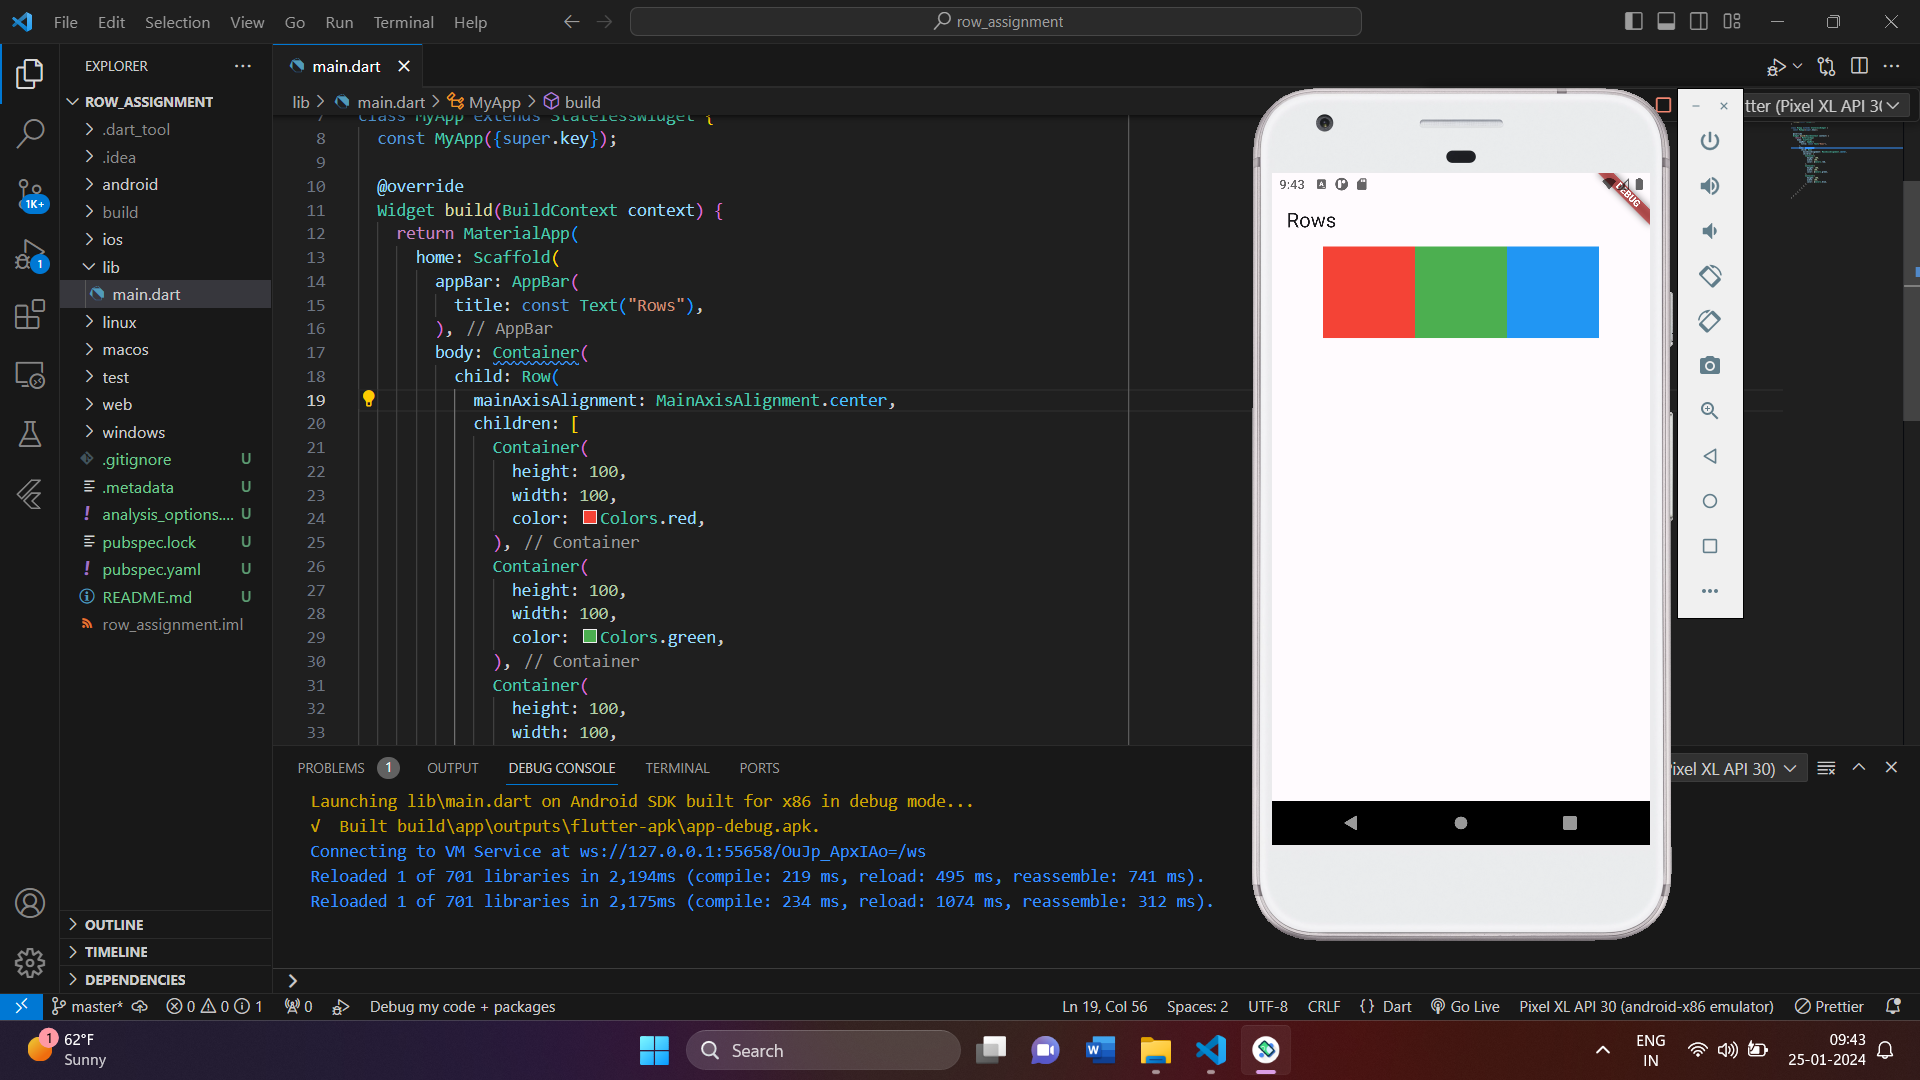 File Edit Selection View Go Run Terminal Help
row_assignment
EXPLORER
main.dart
ROW_ASSIGNMENT
.dart_tool
.idea
android
build
ios
lib
main.dart
linux
macos
test
web
windows
.gitignore U
.metadata U
analysis_options.... U
pubspec.lock U
pubspec.yaml U
README.md U
row_assignment.iml
OUTLINE
TIMELINE
DEPENDENCIES
1K+
1
lib > main.dart > MyApp > build
7 class MyApp extends StatelessWidget {
8 const MyApp({super.key});
9
10 @override
11 Widget build(BuildContext context) {
12 return MaterialApp(
13 home: Scaffold(
14 appBar: AppBar(
15 title: const Text("Rows"),
16 ), // AppBar
17 body: Container(
18 child: Row(
19 mainAxisAlignment: MainAxisAlignment.center,
20 children: [
21 Container(
22 height: 100,
23 width: 100,
24 color: Colors.red,
25 ), // Container
26 Container(
27 height: 100,
28 width: 100,
29 color: Colors.green,
30 ), // Container
31 Container(
32 height: 100,
33 width: 100,
tter (Pixel XL API 30
9:43
DEBUG
Rows
PROBLEMS 1 OUTPUT DEBUG CONSOLE TERMINAL PORTS
ixel XL API 30)
Launching lib\main.dart on Android SDK built for x86 in debug mode...
√ Built build\app\outputs\flutter-apk\app-debug.apk.
Connecting to VM Service at ws://127.0.0.1:55658/OuJp_ApxIAo=/ws
Reloaded 1 of 701 libraries in 2,194ms (compile: 219 ms, reload: 495 ms, reassemble: 741 ms).
Reloaded 1 of 701 libraries in 2,175ms (compile: 234 ms, reload: 1074 ms, reassemble: 312 ms).
master* 0 0 1 0 Debug my code + packages
Ln 19, Col 56 Spaces: 2 UTF-8 CRLF {} Dart Go Live Pixel XL API 30 (android-x86 emulator) Prettier
1
62°F
Sunny
Search
ENG
IN
09:43
25-01-2024